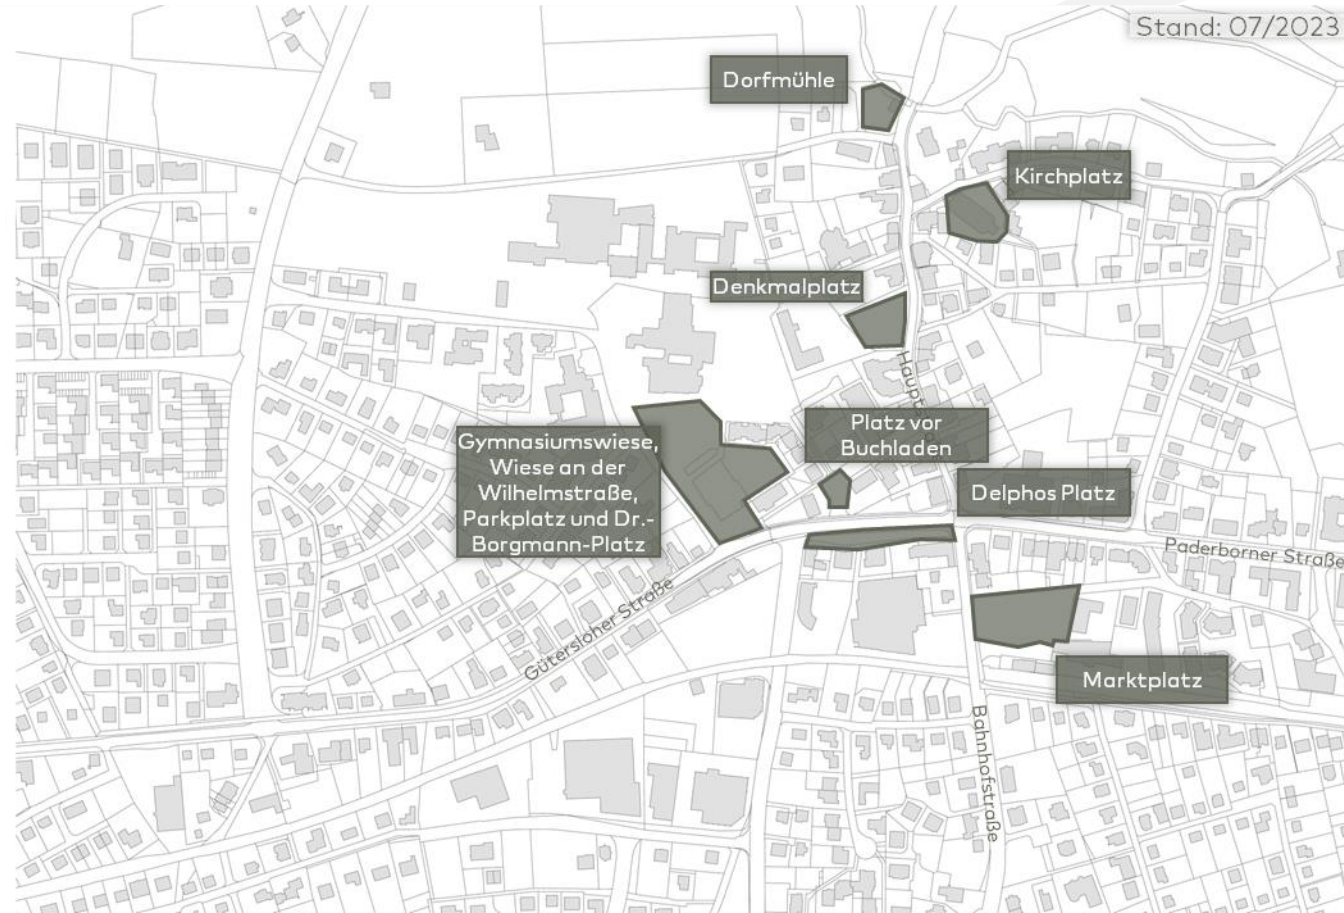 Stand: 07/2023
Dorfmühle
Kirchplatz
Denkmalplatz
Platz vor
Buchladen
Gymnasiumswiese,
Wiese an der
Wilhelmstraße,
Parkplatz und Dr.-
Borgmann-Platz
Delphos Platz
Paderborner Straße
Gütersloher Straße
Marktplatz
Bahnhofstraße